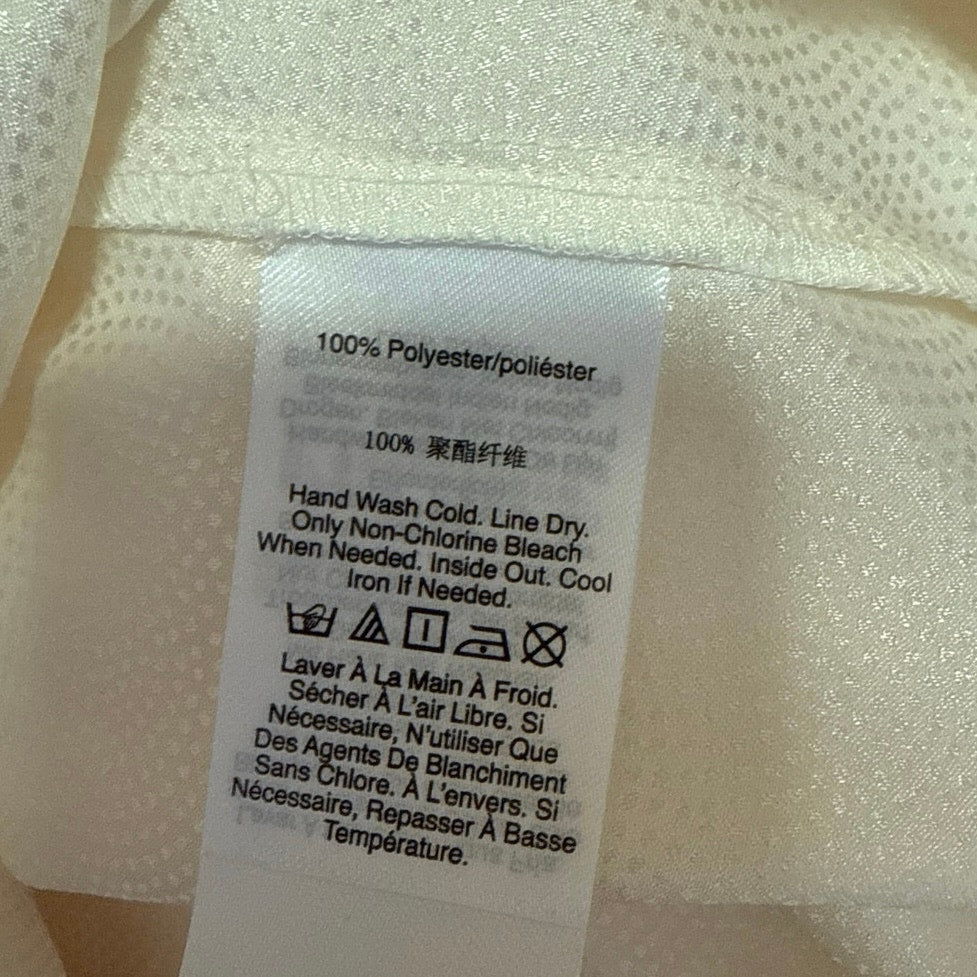 100% Polyester/poliéster
100% 聚酯纤维
Hand Wash Cold. Line Dry.
Only Non-Chlorine Bleach
When Needed. Inside Out. Cool
Iron If Needed.
Laver À La Main À Froid.
Sécher À L'air Libre. Si
Nécessaire, N'utiliser Que
Des Agents De Blanchiment
Sans Chlore. À L'envers. Si
Nécessaire, Repasser À Basse
Température.